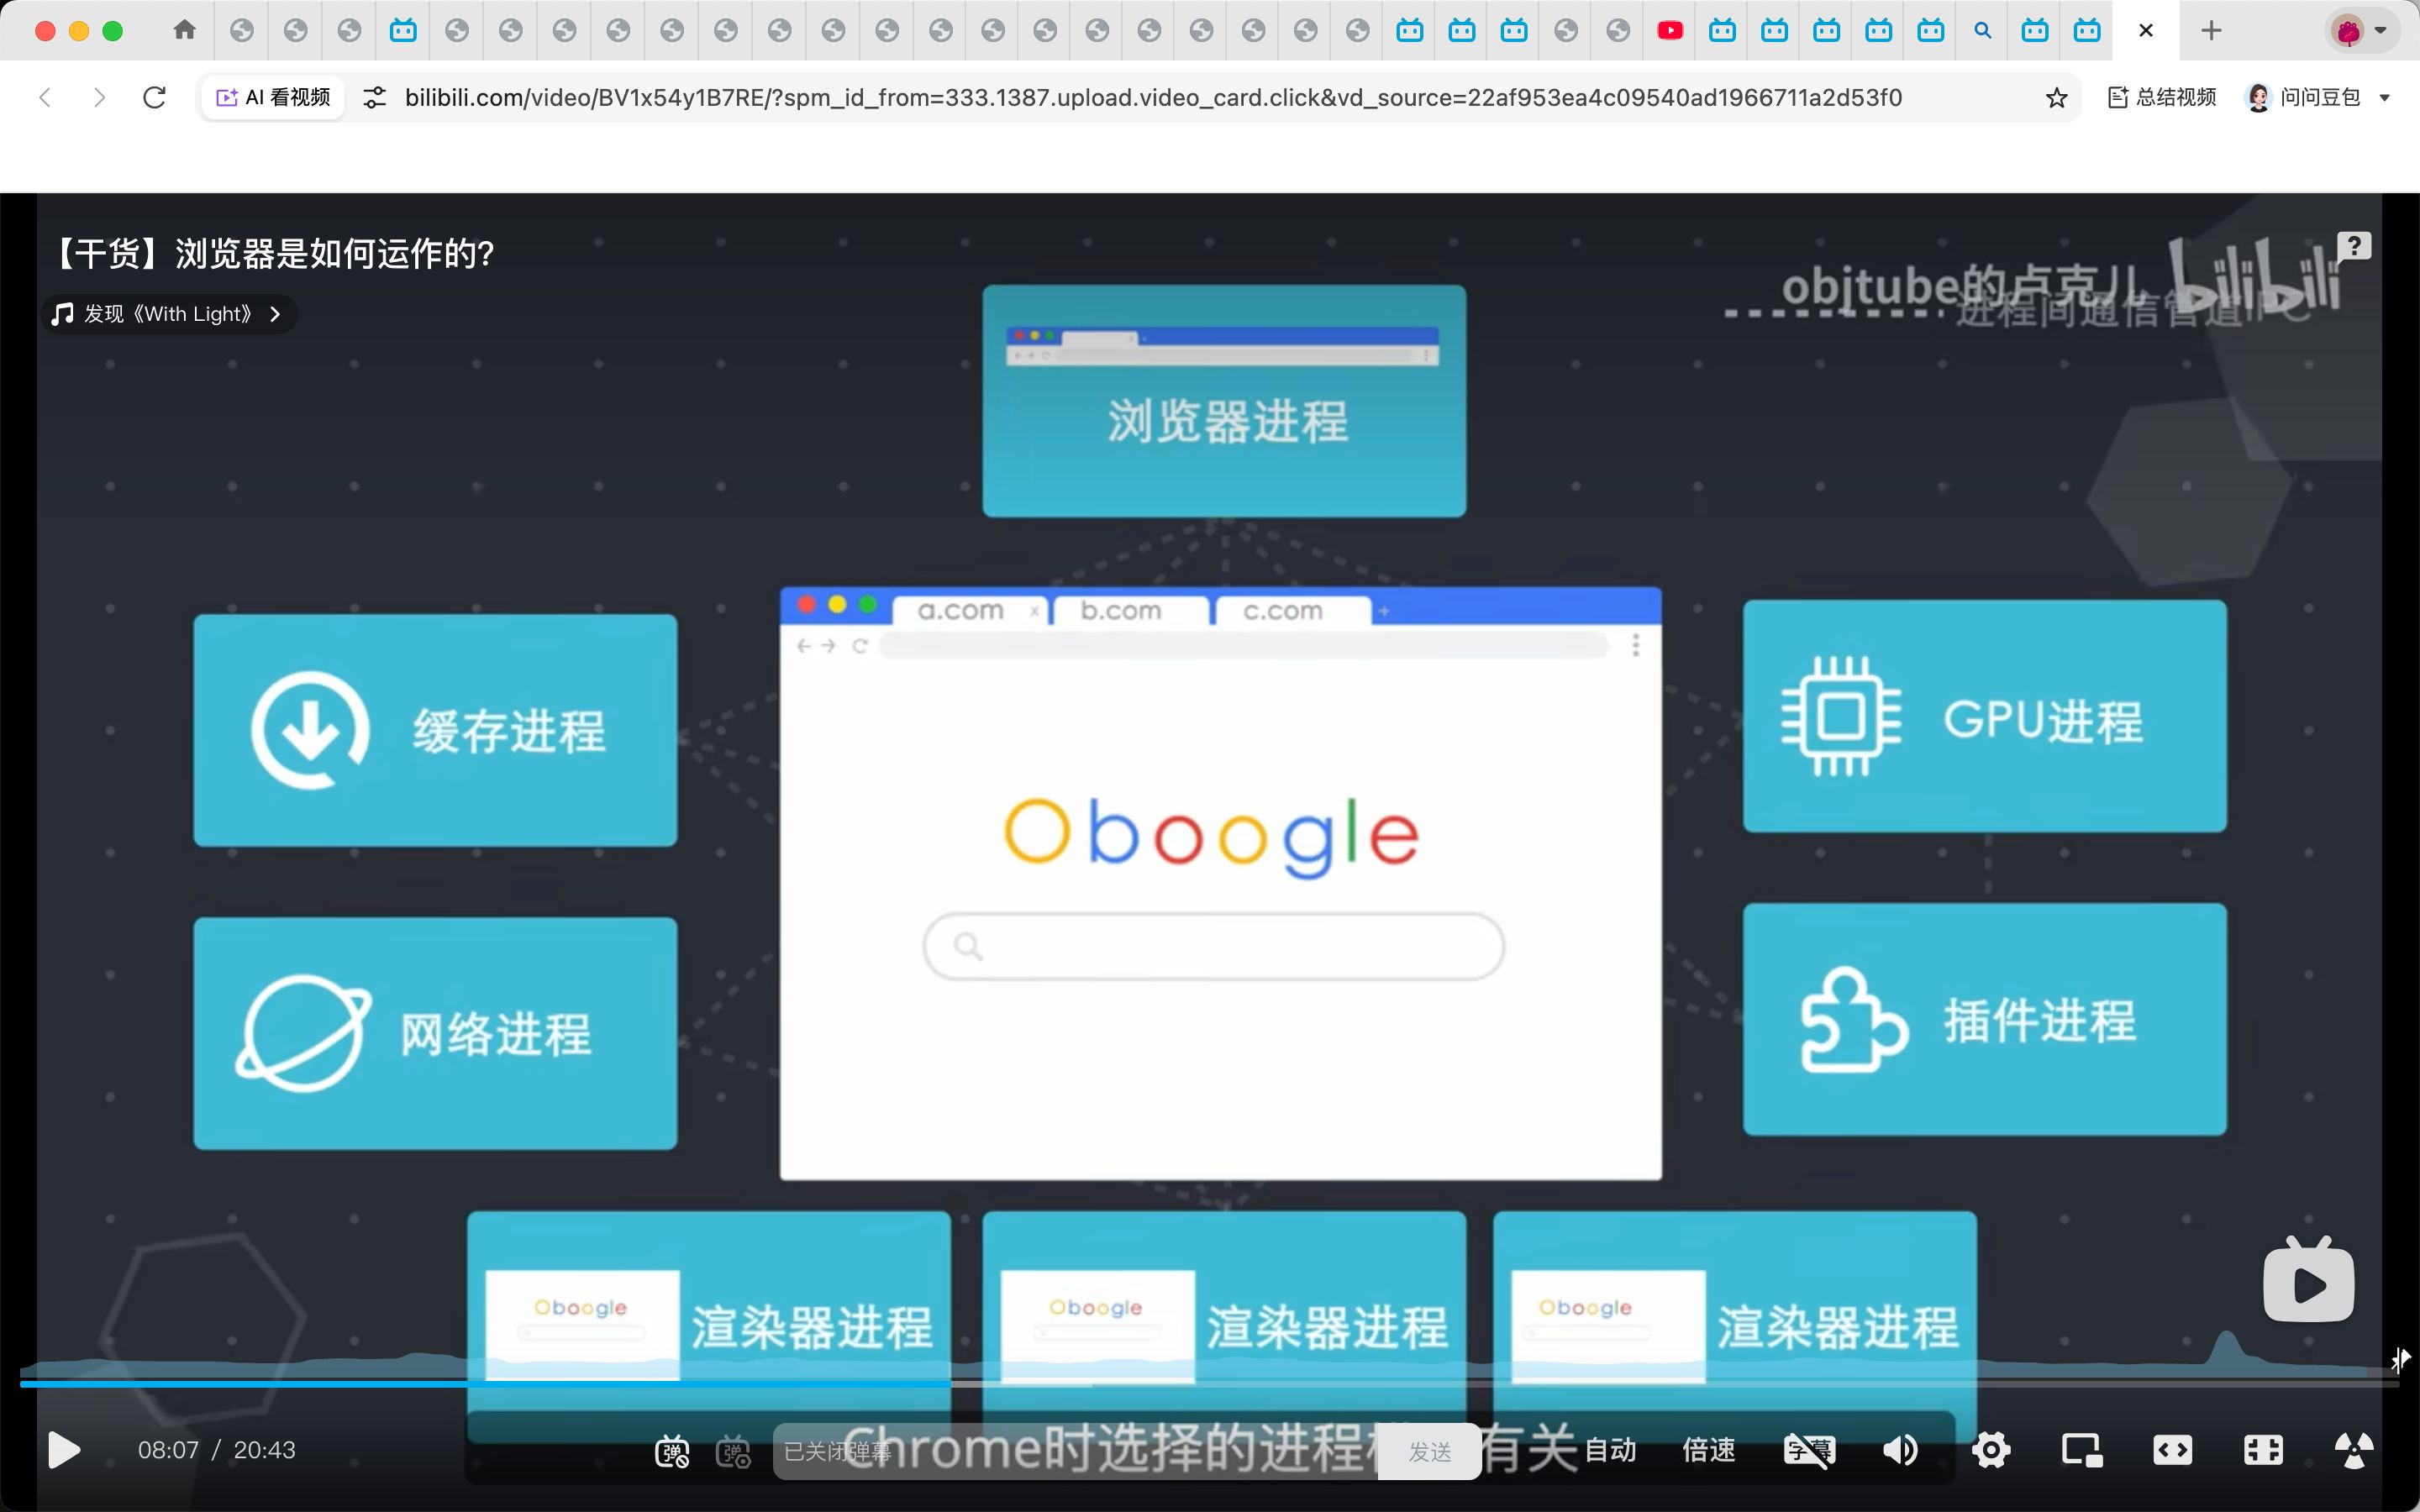 AI 看视频
bilibili.com/video/BV1x54y1B7RE/?spm_id_from=333.1387.upload.video_card.click&vd_source=22af953ea4c09540ad1966711a2d53f0
总结视频
问问豆包
【干货】浏览器是如何运作的?
发现《With Light》
objtube的卢克儿
bilibili
进程间通信管道IPC
浏览器进程
a.com
b.com
c.com
缓存进程
GPU进程
Oboogle
网络进程
插件进程
Oboogle
渲染器进程
Oboogle
渲染器进程
Oboogle
渲染器进程
08:07 / 20:43
弹
弹
已关闭弹幕
Chrome时选择的进程
发送
有关
自动
倍速
字幕